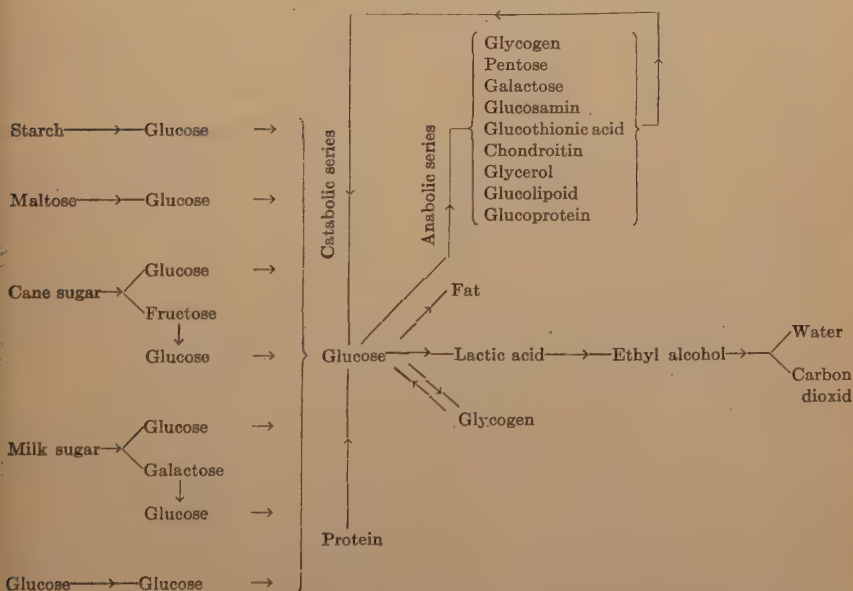 Glycogen
Pentose
Galactose
Glucosamin
Glucothionic acid
Chondroitin
Glycerol
Glucolipoid
Glucoprotein
Catabolic series
Anabolic series
Starch Glucose
Maltose Glucose
Cane sugar
Glucose
Fructose
Glucose
Milk sugar
Glucose
Galactose
Glucose
Glucose Glucose
Fat
Glucose Lactic acid Ethyl alcohol
Water
Carbon
dioxid
Glycogen
Protein